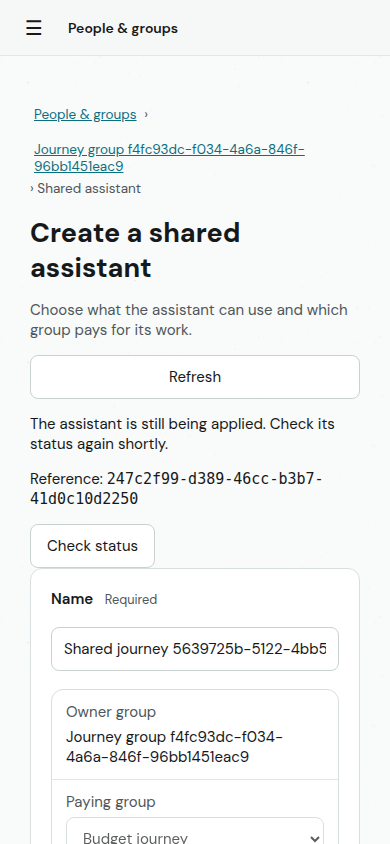 ☰ People & groups
People & groups ›
Journey group f4fc93dc-f034-4a6a-846f-
96bb1451eac9
› Shared assistant
Create a shared
assistant
Choose what the assistant can use and which
group pays for its work.
Refresh
The assistant is still being applied. Check its
status again shortly.
Reference: 247c2f99-d389-46cc-b3b7-
41d0c10d2250
Check status
Name Required
Shared journey 5639725b-5122-4bb5
Owner group
Journey group f4fc93dc-f034-
4a6a-846f-96bb1451eac9
Paying group
Budget journey